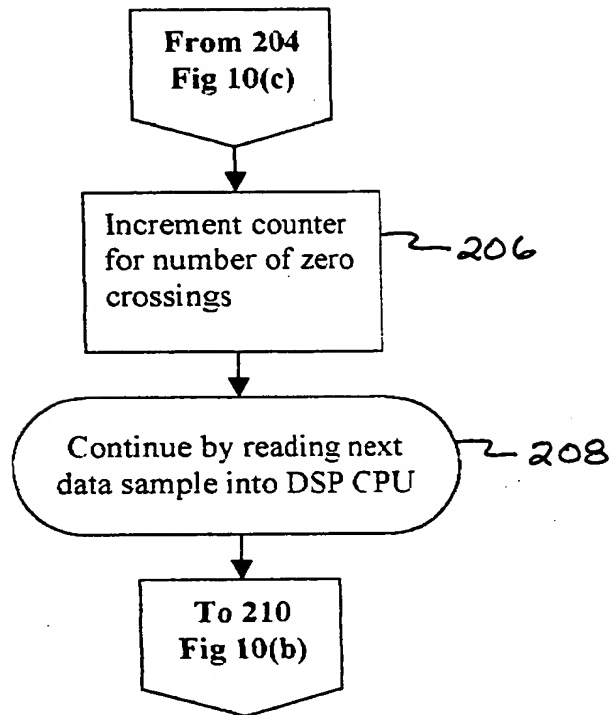 From 204
Fig 10(c)
Increment counter
for number of zero
crossings
206
Continue by reading next
data sample into DSP CPU
208
To 210
Fig 10(b)